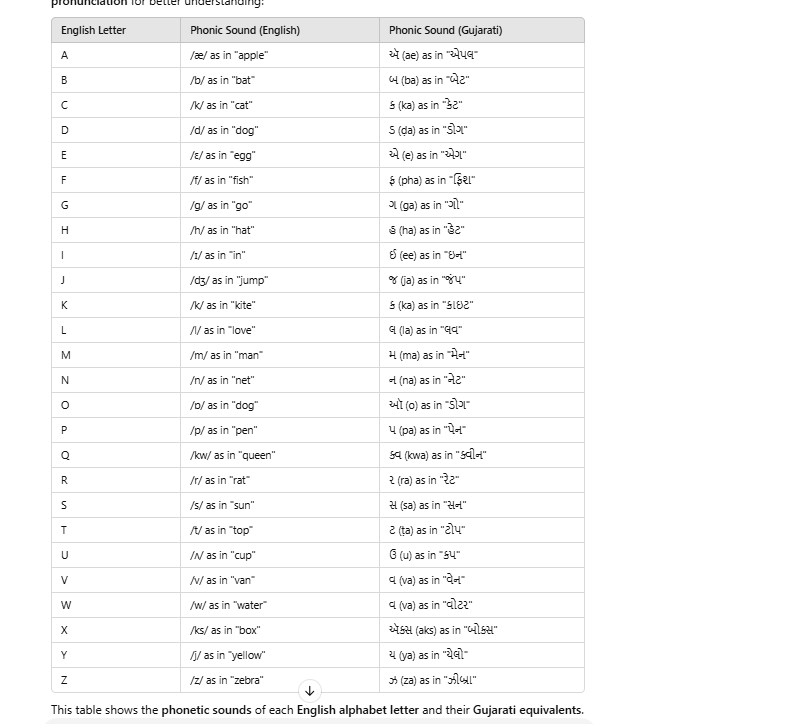 pronunciation for better understanding:
English Letter Phonic Sound (English) Phonic Sound (Gujarati)
A /æ/ as in "apple" ઍ (ae) as in "એપલ"
B /b/ as in "bat" બ (ba) as in "બેટ"
C /k/ as in "cat" ક (ka) as in "કેટ"
D /d/ as in "dog" ડ (ḍa) as in "ડોગ"
E /ɛ/ as in "egg" એ (e) as in "એગ"
F /f/ as in "fish" ફ (pha) as in "ફિશ"
G /g/ as in "go" ગ (ga) as in "ગો"
H /h/ as in "hat" હ (ha) as in "હેટ"
I /ɪ/ as in "in" ઈ (ee) as in "ઇન"
J /dʒ/ as in "jump" જ (ja) as in "જંપ"
K /k/ as in "kite" ક (ka) as in "કાઇટ"
L /l/ as in "love" લ (la) as in "લવ"
M /m/ as in "man" મ (ma) as in "મેન"
N /n/ as in "net" ન (na) as in "નેટ"
O /ɒ/ as in "dog" ઓ (o) as in "ડોગ"
P /p/ as in "pen" પ (pa) as in "પેન"
Q /kw/ as in "queen" ક્વ (kwa) as in "ક્વીન"
R /r/ as in "rat" ર (ra) as in "રેટ"
S /s/ as in "sun" સ (sa) as in "સન"
T /t/ as in "top" ટ (ṭa) as in "ટોપ"
U /ʌ/ as in "cup" ઉ (u) as in "કપ"
V /v/ as in "van" વ (va) as in "વેન"
W /w/ as in "water" વ (va) as in "વોટર"
X /ks/ as in "box" ઍક્સ (aks) as in "બોક્સ"
Y /j/ as in "yellow" ય (ya) as in "યેલો"
Z /z/ as in "zebra" ઝ (za) as in "ઝીબ્રા"
This table shows the phonetic sounds of each English alphabet letter and their Gujarati equivalents.